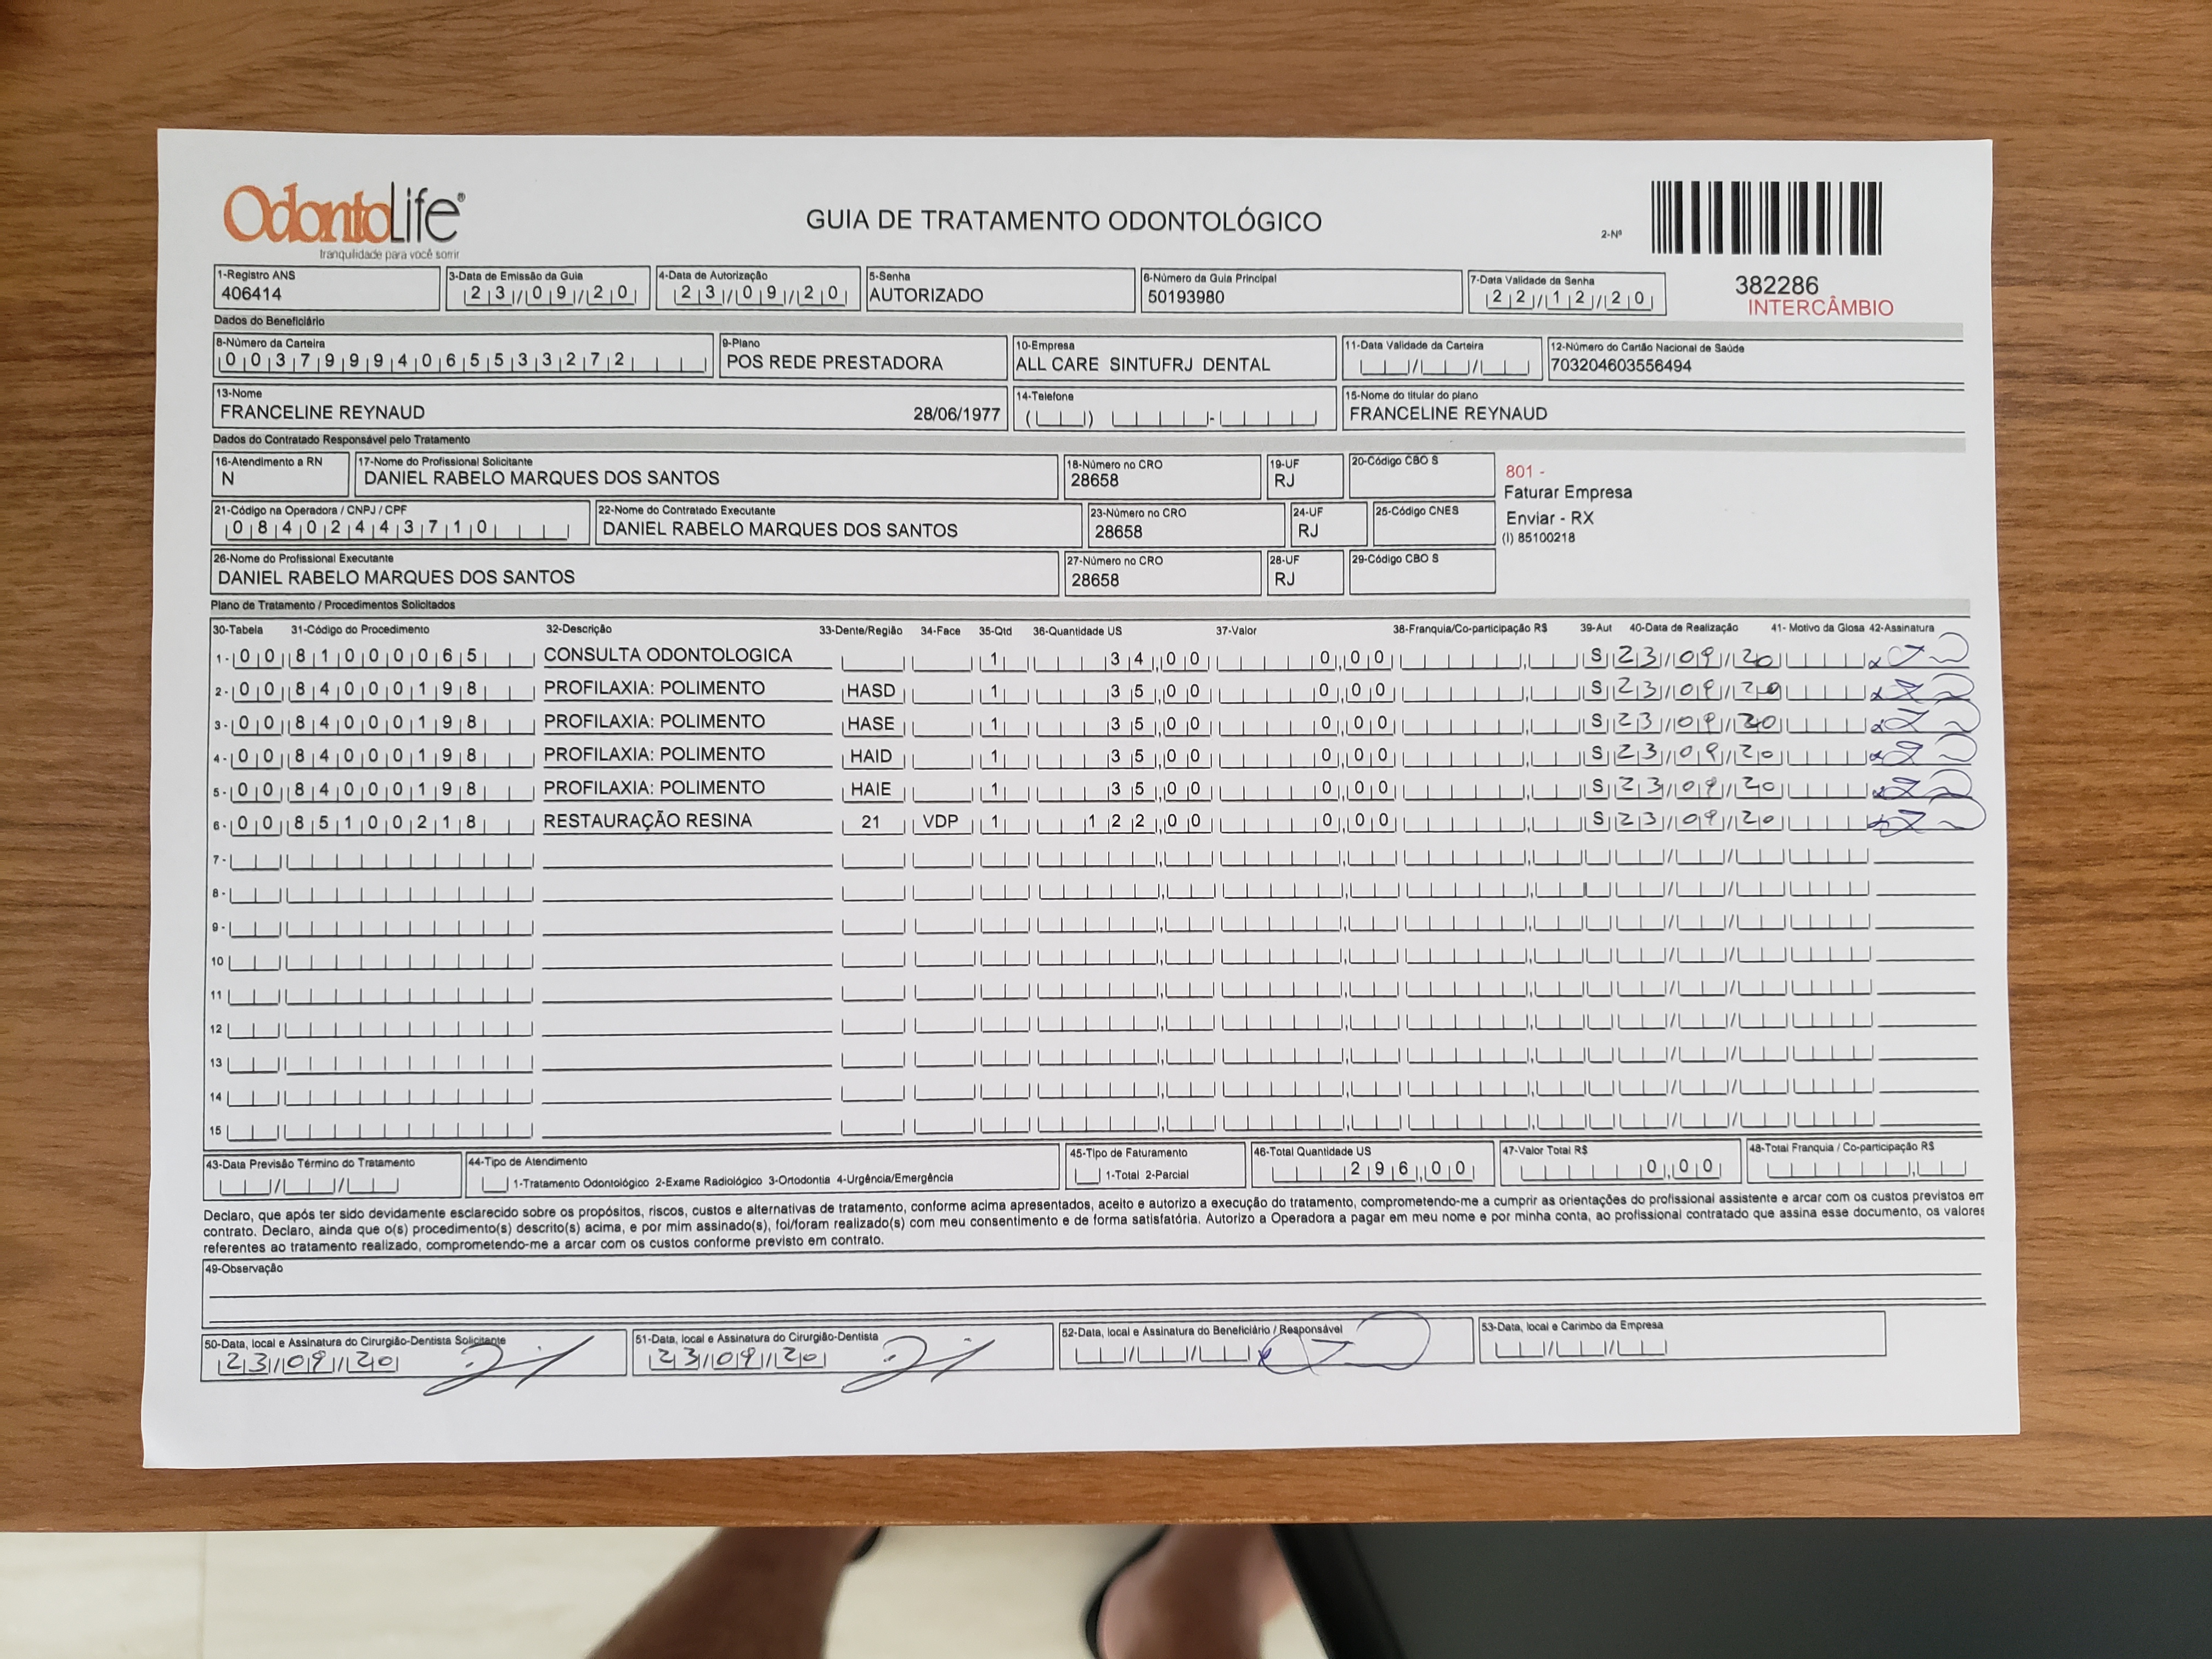 OdontoLife®
tranquilidade para você sorrir
GUIA DE TRATAMENTO ODONTOLÓGICO
2-Nº
382286
INTERCÂMBIO
1-Registro ANS
406414
3-Data de Emissão da Guia
23/09/20
4-Data de Autorização
23/09/20
5-Senha
AUTORIZADO
6-Número da Guia Principal
50193980
7-Data Validade da Senha
22/12/20
Dados do Beneficiário
8-Número da Carteira
00379994065533272
9-Plano
POS REDE PRESTADORA
10-Empresa
ALL CARE SINTUFRJ DENTAL
11-Data Validade da Carteira
12-Número do Cartão Nacional de Saúde
703204603556494
13-Nome
FRANCELINE REYNAUD 28/06/1977
14-Telefone
15-Nome do titular do plano
FRANCELINE REYNAUD
Dados do Contratado Responsável pelo Tratamento
16-Atendimento a RN
N
17-Nome do Profissional Solicitante
DANIEL RABELO MARQUES DOS SANTOS
18-Número no CRO
28658
19-UF
RJ
20-Código CBO S
801 -
Faturar Empresa
Enviar - RX
(I) 85100218
21-Código na Operadora / CNPJ / CPF
08402443710
22-Nome do Contratado Executante
DANIEL RABELO MARQUES DOS SANTOS
23-Número no CRO
28658
24-UF
RJ
25-Código CNES
26-Nome do Profissional Executante
DANIEL RABELO MARQUES DOS SANTOS
27-Número no CRO
28658
28-UF
RJ
29-Código CBO S
Plano de Tratamento / Procedimentos Solicitados
30-Tabela 31-Código do Procedimento 32-Descrição 33-Dente/Região 34-Face 35-Qtd 36-Quantidade US 37-Valor 38-Franquia/Co-participação R$ 39-Aut 40-Data de Realização 41- Motivo da Glosa 42-Assinatura
1- 00 81000065 CONSULTA ODONTOLOGICA 1 34,00 0,00 S 23/09/20
2- 00 84000198 PROFILAXIA: POLIMENTO HASD 1 35,00 0,00 S 23/09/20
3- 00 84000198 PROFILAXIA: POLIMENTO HASE 1 35,00 0,00 S 23/09/20
4- 00 84000198 PROFILAXIA: POLIMENTO HAID 1 35,00 0,00 S 23/09/20
5- 00 84000198 PROFILAXIA: POLIMENTO HAIE 1 35,00 0,00 S 23/09/20
6- 00 85100218 RESTAURAÇÃO RESINA 21 VDP 1 122,00 0,00 S 23/09/20
7-
8-
9-
10
11
12
13
14
15
43-Data Previsão Término do Tratamento
44-Tipo de Atendimento
1-Tratamento Odontológico 2-Exame Radiológico 3-Ortodontia 4-Urgência/Emergência
45-Tipo de Faturamento
1-Total 2-Parcial
46-Total Quantidade US
296,00
47-Valor Total R$
0,00
48-Total Franquia / Co-participação R$
Declaro, que após ter sido devidamente esclarecido sobre os propósitos, riscos, custos e alternativas de tratamento, conforme acima apresentados, aceito e autorizo a execução do tratamento, comprometendo-me a cumprir as orientações do profissional assistente e arcar com os custos previstos em
contrato. Declaro, ainda que o(s) procedimento(s) descrito(s) acima, e por mim assinado(s), foi/foram realizado(s) com meu consentimento e de forma satisfatória. Autorizo a Operadora a pagar em meu nome e por minha conta, ao profissional contratado que assina esse documento, os valores
referentes ao tratamento realizado, comprometendo-me a arcar com os custos conforme previsto em contrato.
49-Observação
50-Data, local e Assinatura do Cirurgião-Dentista Solicitante
23/09/20
51-Data, local e Assinatura do Cirurgião-Dentista
23/09/20
52-Data, local e Assinatura do Beneficiário / Responsável
53-Data, local e Carimbo da Empresa